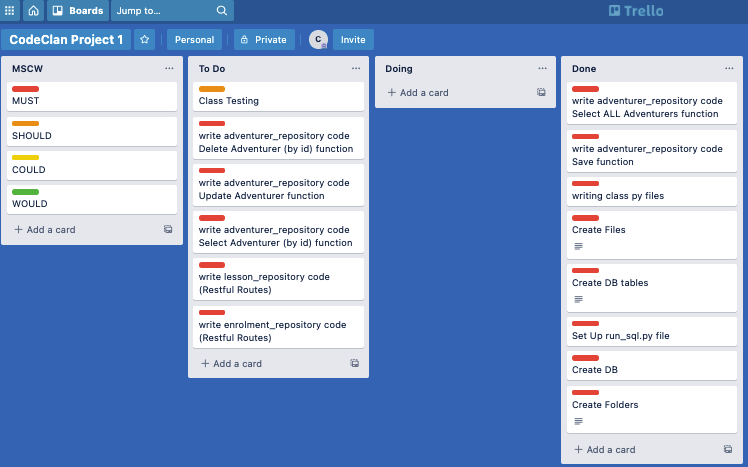 Boards
Jump to...
Trello
CodeClan Project 1
Personal
Private
C
Invite
MSCW
MUST
SHOULD
COULD
WOULD
+ Add a card
To Do
Class Testing
write adventurer_repository code
Delete Adventurer (by id) function
write adventurer_repository code
Update Adventurer function
write adventurer_repository code
Select Adventurer (by id) function
write lesson_repository code
(Restful Routes)
write enrolment_repository code
(Restful Routes)
+ Add a card
Doing
+ Add a card
Done
write adventurer_repository code
Select ALL Adventurers function
write adventurer_repository code
Save function
writing class py files
Create Files
Create DB tables
Set Up run_sql.py file
Create DB
Create Folders
+ Add a card